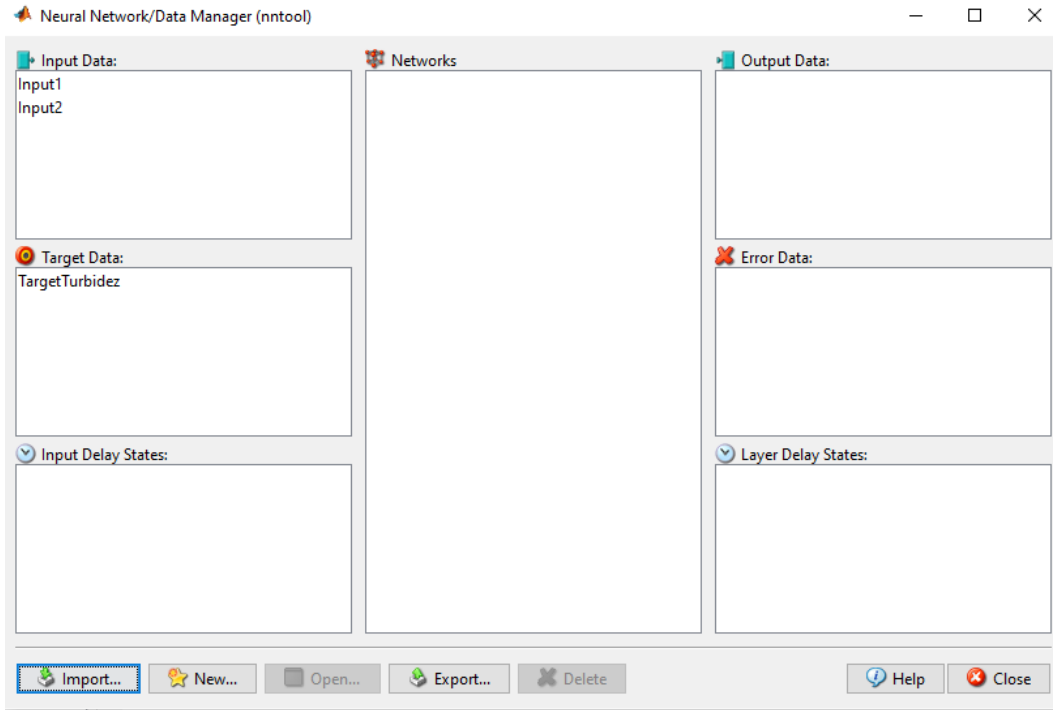 Neural Network/Data Manager (nntool)
Input Data:
Input1
Input2
Networks
Output Data:
Target Data:
TargetTurbidez
Error Data:
Input Delay States:
Layer Delay States:
Import...
New...
Open...
Export...
Delete
Help
Close